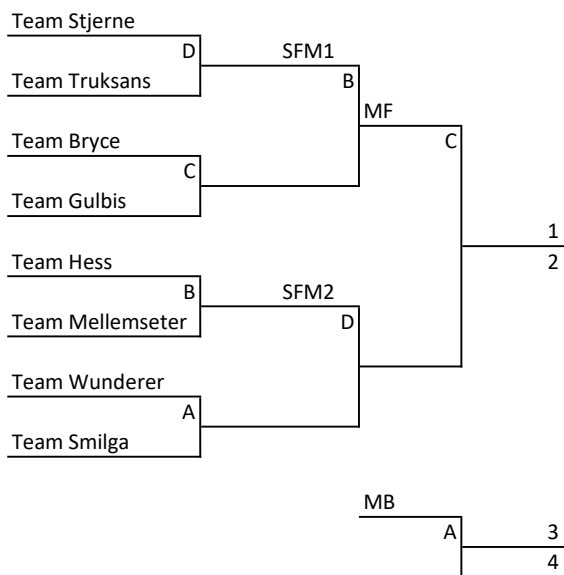 Team Stjerne
D SFM1
Team Truksans
B
MF
Team Bryce
C
C
Team Gulbis
1
2
Team Hess
B SFM2
Team Mellemseter
D
Team Wunderer
A
Team Smilga
MB
A 3
4